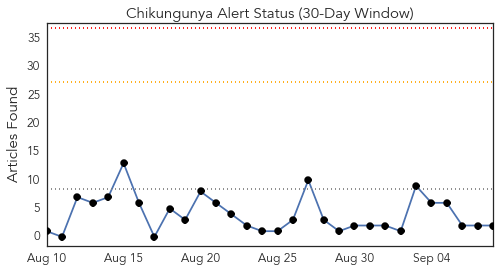 Chikungunya Alert Status (30-Day Window)
Articles Found
35
30
25
20
15
10
5
0
Aug 10 Aug 15 Aug 20 Aug 25 Aug 30 Sep 04